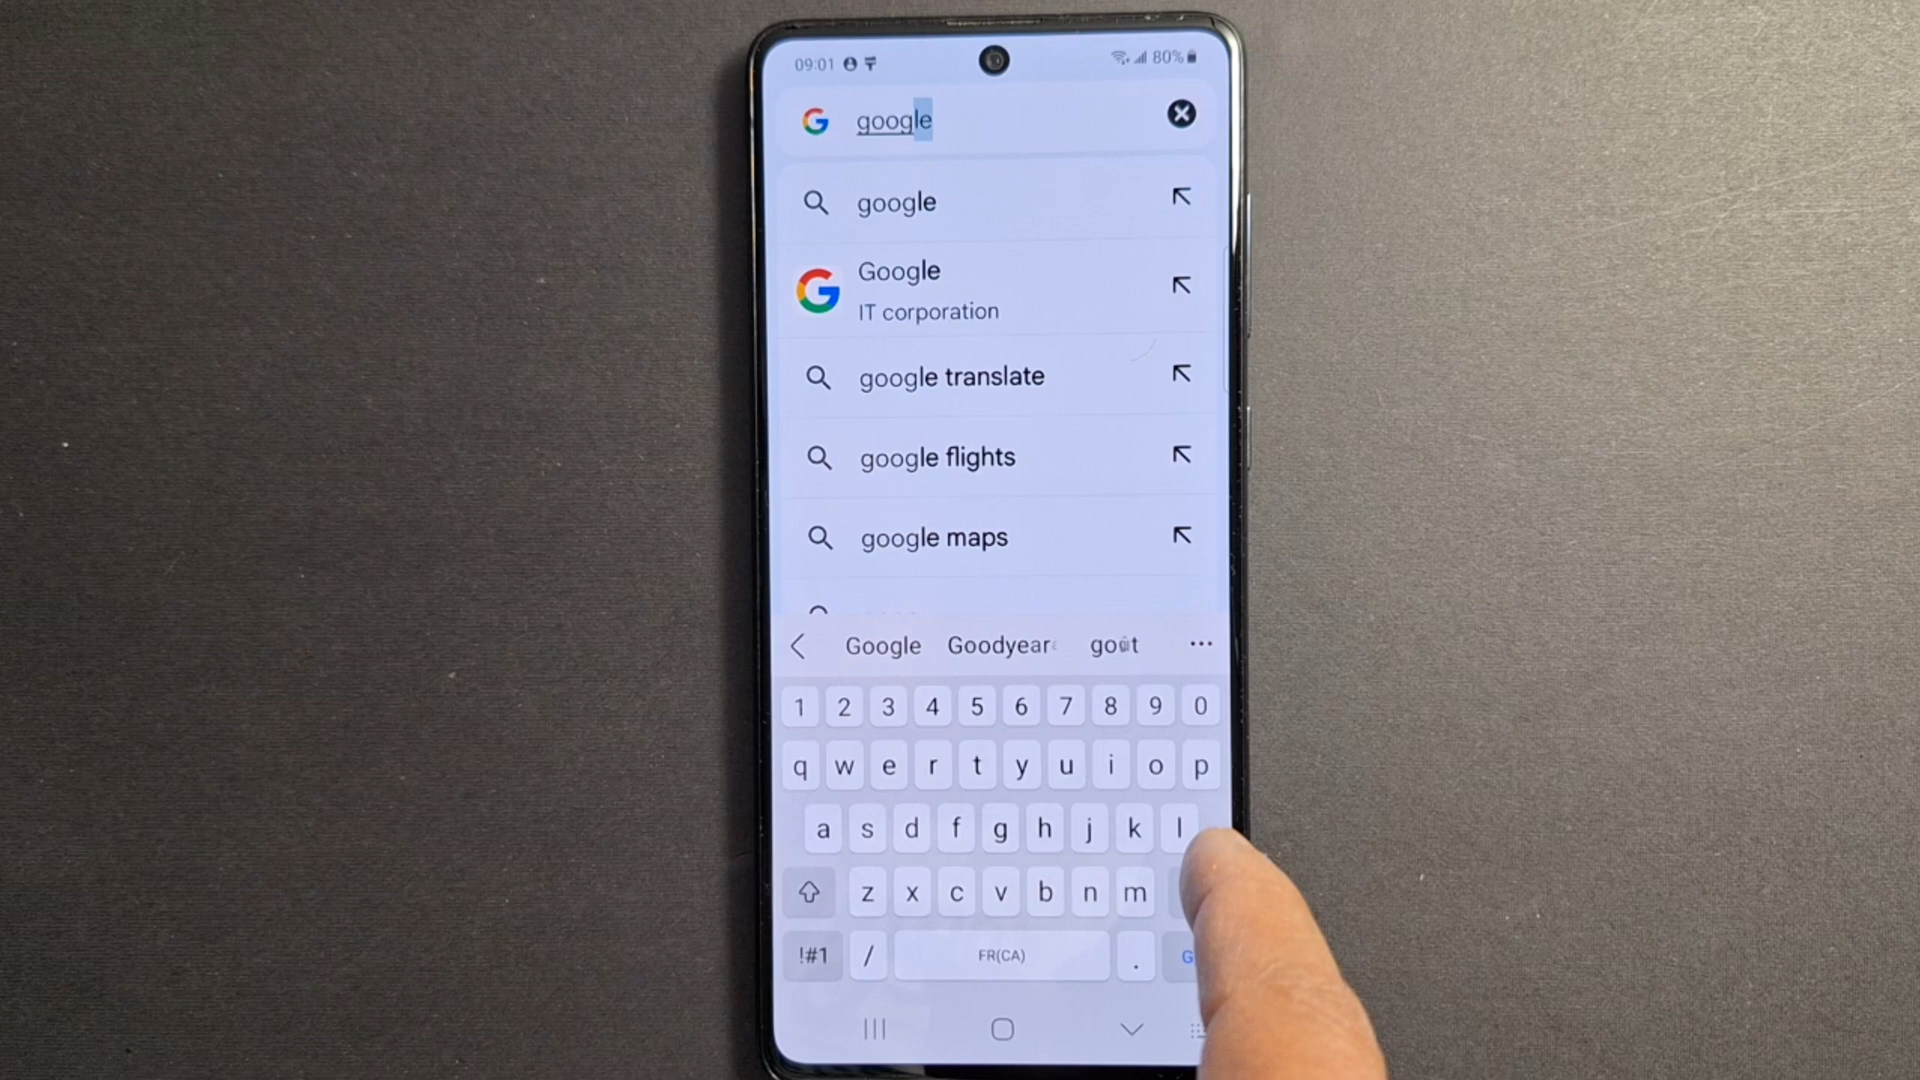 09:01 80%
google
google
Google
IT corporation
google translate
google flights
google maps
Google Goodyear goût
1 2 3 4 5 6 7 8 9 0
q w e r t y u i o p
a s d f g h j k l
z x c v b n m
!#1 / FR(CA) . G